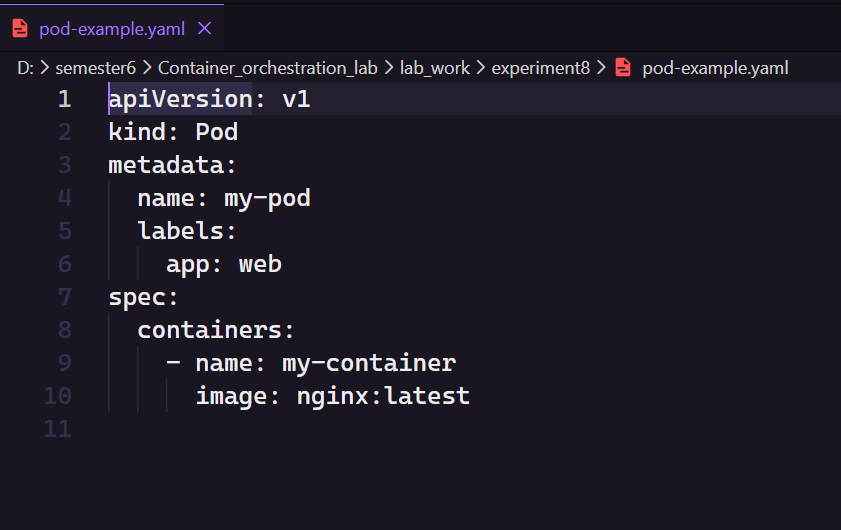 pod-example.yaml
D: > semester6 > Container_orchestration_lab > lab_work > experiment8 > pod-example.yaml
1 apiVersion: v1
2 kind: Pod
3 metadata:
4   name: my-pod
5   labels:
6     app: web
7 spec:
8   containers:
9     - name: my-container
10       image: nginx:latest
11